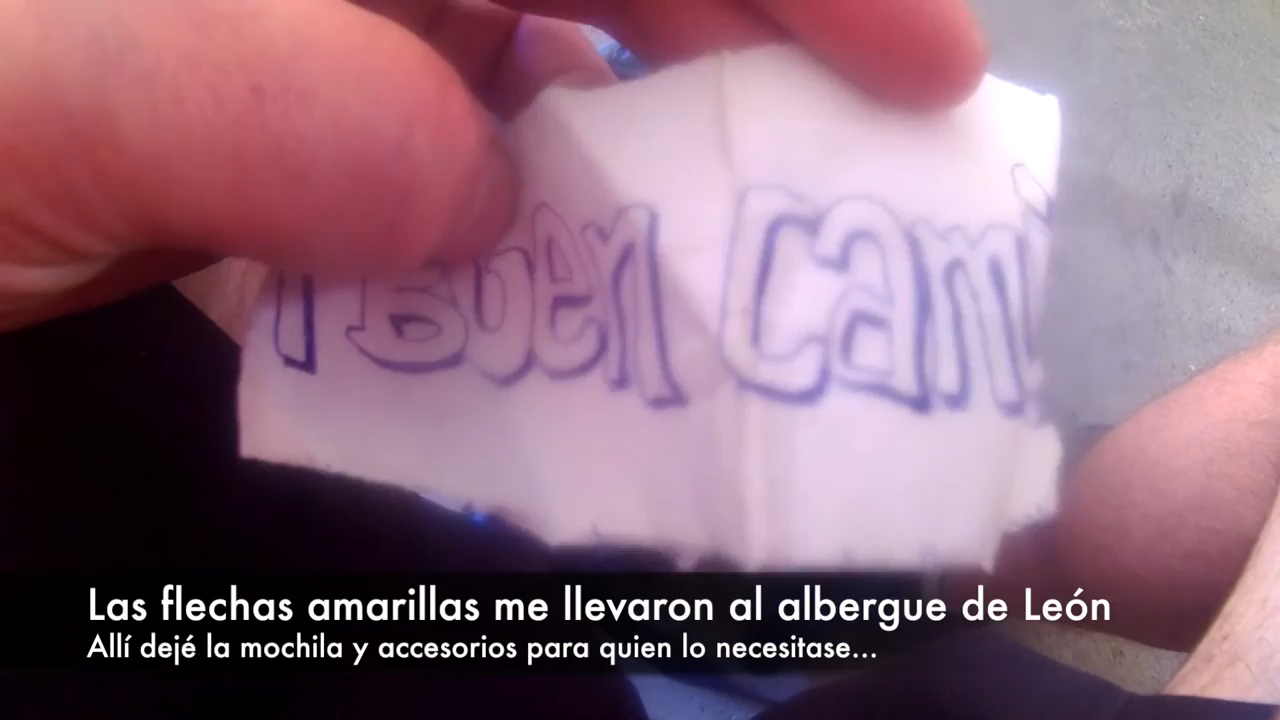 ¡Buen Cami
Las flechas amarillas me llevaron al albergue de León
Allí dejé la mochila y accesorios para quien lo necesitase...